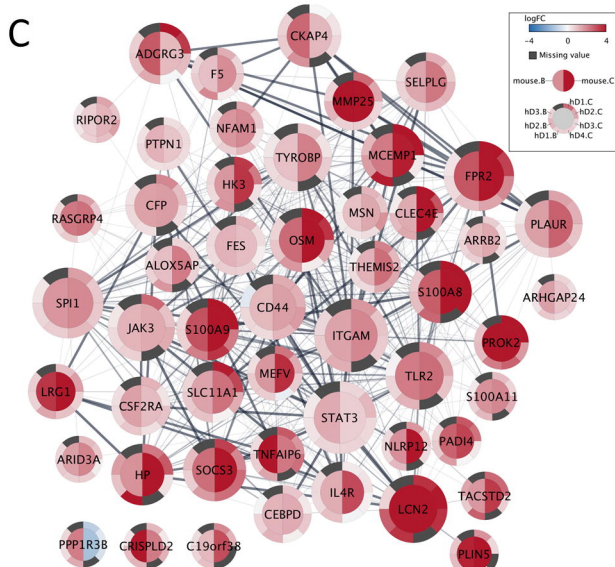 C
logFC
-4 0 4
Missing value
mouse.B mouse.C
hD1.C
hD3.B hD2.C
hD2.B hD3.C
hD1.B hD4.C
CKAP4
ADGRG3
F5
SELPLG
MMP25
RIPOR2
NFAM1
PTPN1
TYROBP
MCEMP1
FPR2
HK3
RASGRP4
CFP
MSN
CLEC4E
PLAUR
FES
OSM
ARRB2
ALOX5AP
THEMIS2
SPI1
CD44
S100A8
ARHGAP24
JAK3
S100A9
ITGAM
PROK2
MEFV
TLR2
LRG1
SLC11A1
S100A11
CSF2RA
STAT3
PADI4
NLRP12
ARID3A
HP
SOCS3
TNFAIP6
IL4R
TACSTD2
CEBPD
LCN2
PPP1R3B
CRISPLD2
C19orf38
PLIN5